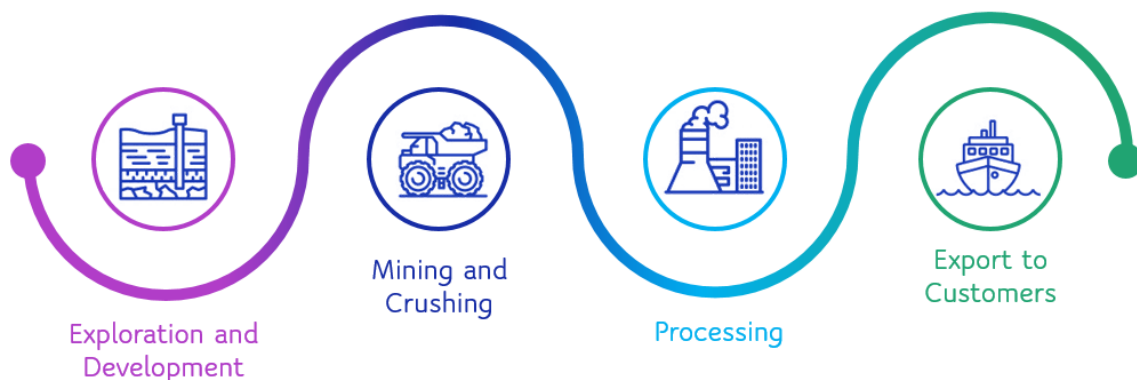 Exploration and
Development
Mining and
Crushing
Processing
Export to
Customers